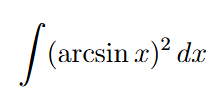 ∫(arcsin x)² dx